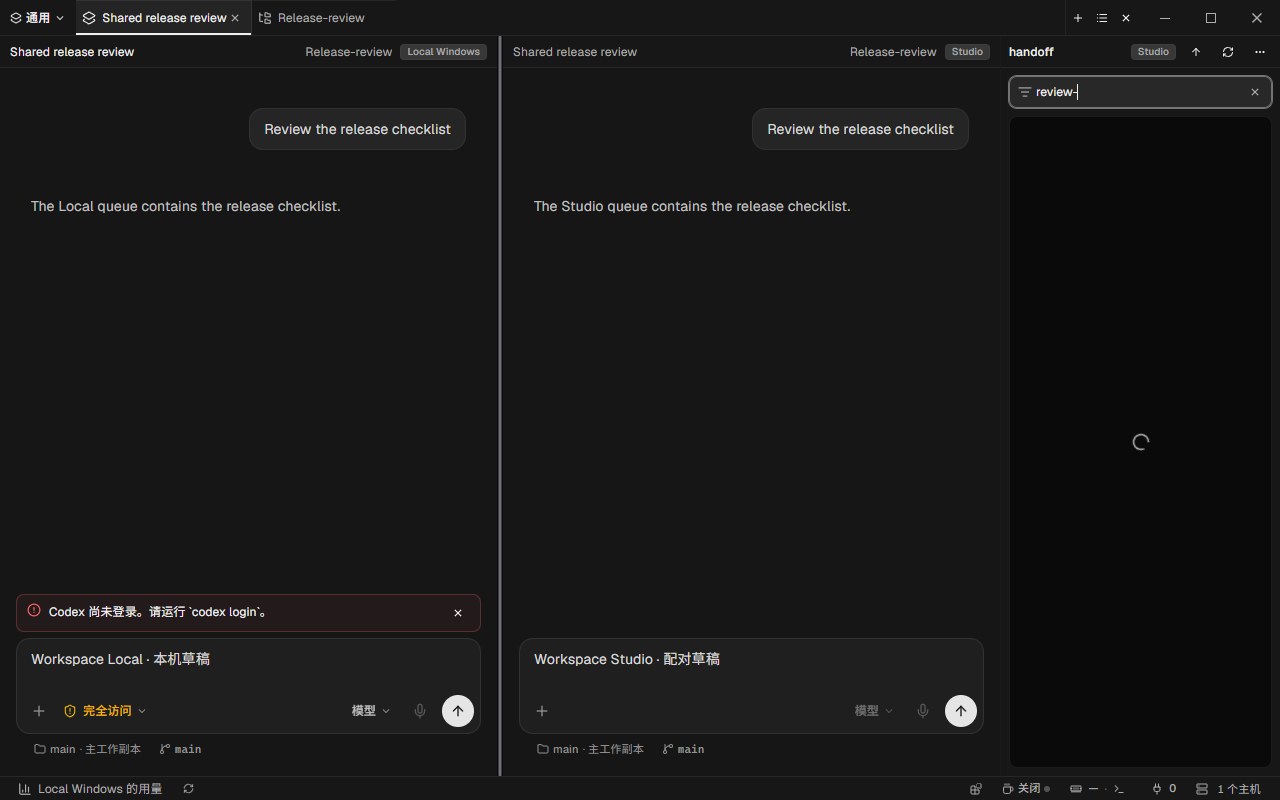 通用
Shared release review
Release-review
Shared release review
Release-review
Local Windows
Shared release review
Release-review
Studio
handoff
Studio
review-
Review the release checklist
Review the release checklist
The Local queue contains the release checklist.
The Studio queue contains the release checklist.
Codex 尚未登录。请运行 `codex login`。
Workspace Local · 本机草稿
Workspace Studio · 配对草稿
完全访问
模型
模型
main · 主工作副本
main
main · 主工作副本
main
Local Windows 的用量
关闭
0
1 个主机